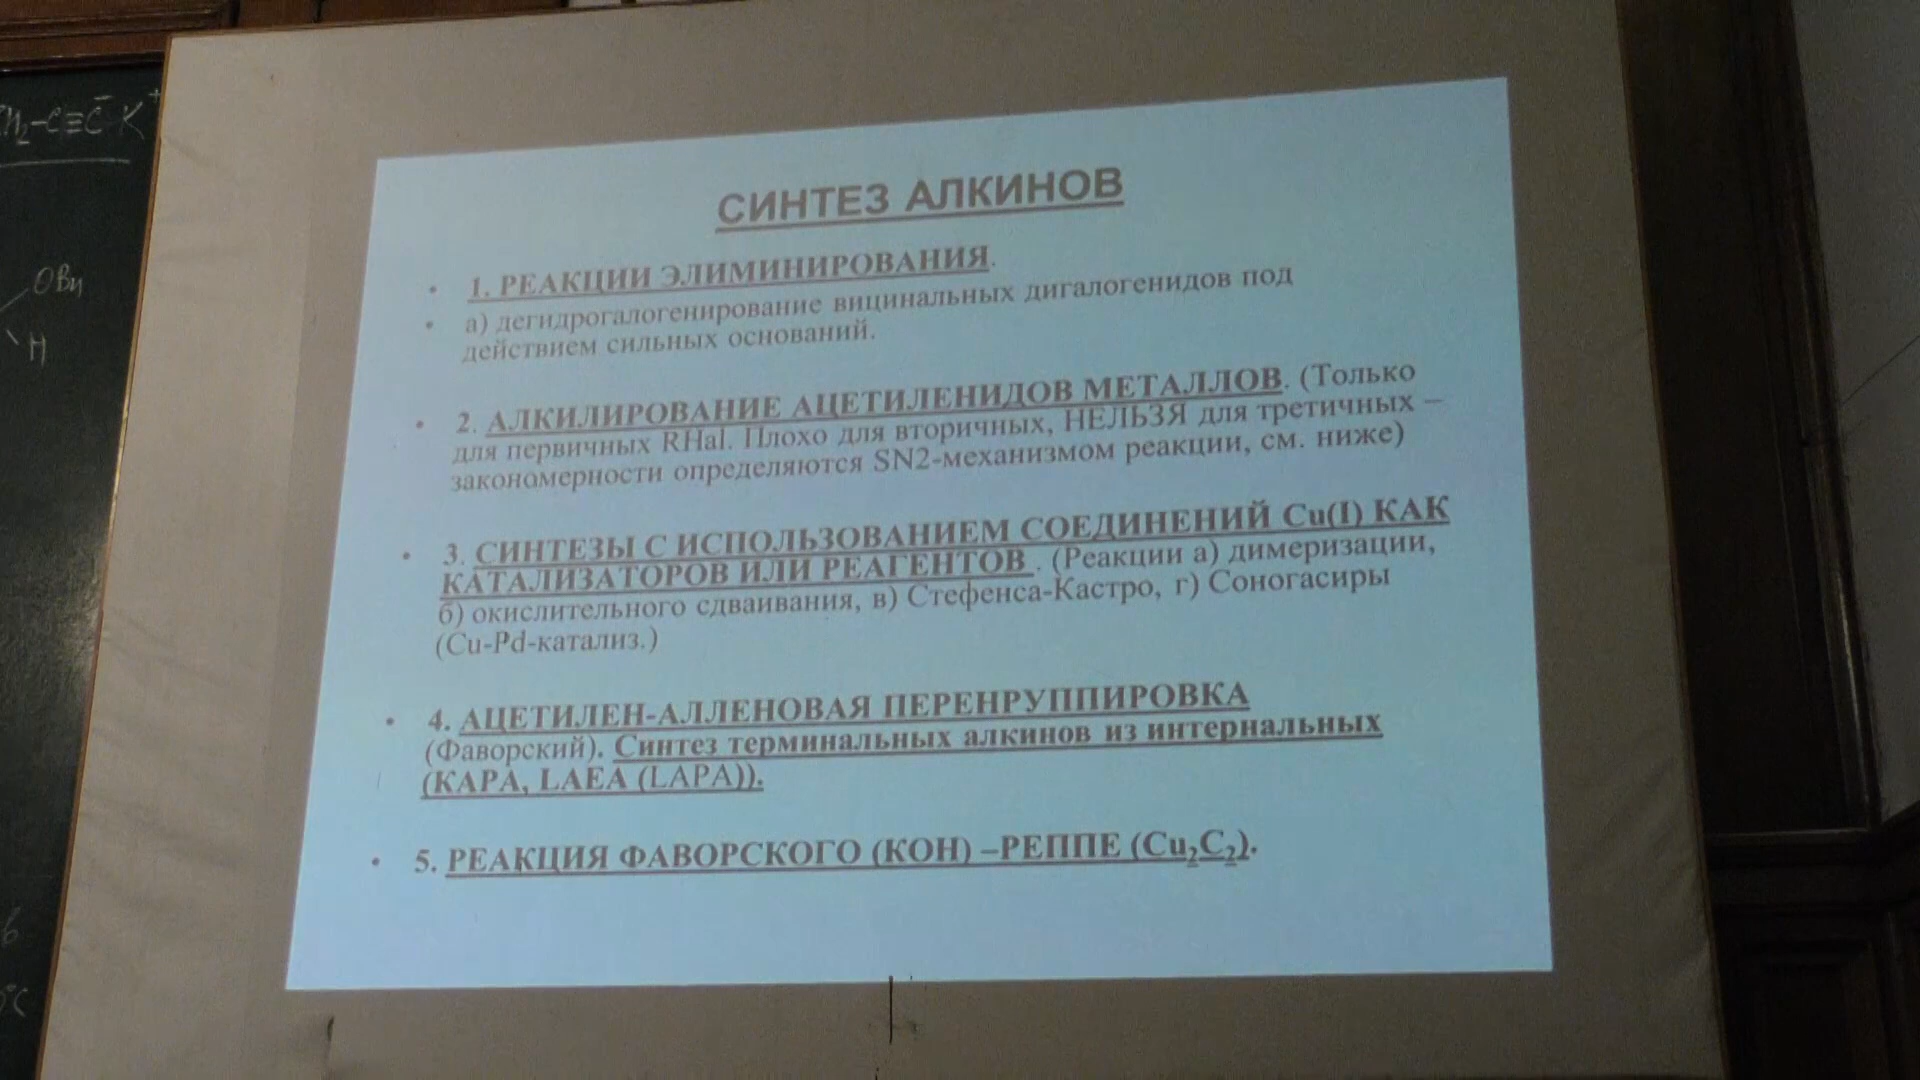 CH₂-C≡C⁻K⁺
OBu
H
СИНТЕЗ АЛКИНОВ
• 1. РЕАКЦИИ ЭЛИМИНИРОВАНИЯ.
• а) дегидрогалогенирование вицинальных дигалогенидов под
действием сильных оснований.
• 2. АЛКИЛИРОВАНИЕ АЦЕТИЛЕНИДОВ МЕТАЛЛОВ. (Только
для первичных RHal. Плохо для вторичных, НЕЛЬЗЯ для третичных –
закономерности определяются SN2-механизмом реакции, см. ниже)
• 3. СИНТЕЗЫ С ИСПОЛЬЗОВАНИЕМ СОЕДИНЕНИЙ Cu(I) КАК
КАТАЛИЗАТОРОВ ИЛИ РЕАГЕНТОВ . (Реакции а) димеризации,
б) окислительного сдваивания, в) Стефенса-Кастро, г) Соногасиры
(Cu-Pd-катализ.)
• 4. АЦЕТИЛЕН-АЛЛЕНОВАЯ ПЕРЕНРУППИРОВКА
(Фаворский). Синтез терминальных алкинов из интернальных
(KAPA, LAEA (LAPA)).
• 5. РЕАКЦИЯ ФАВОРСКОГО (КОН) –РЕППЕ (Cu₂C₂).
°C